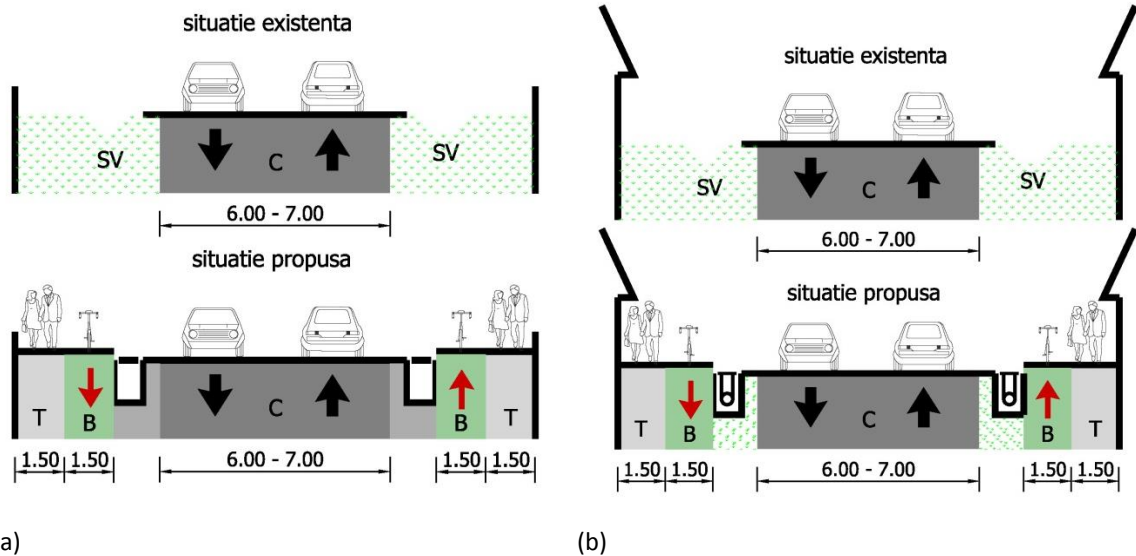 situatie existenta
SV
C
SV
6.00 - 7.00
situatie propusa
T
B
C
B
T
1.50
1.50
6.00 - 7.00
1.50
1.50
a)
situatie existenta
SV
C
SV
6.00 - 7.00
situatie propusa
T
B
C
B
T
1.50
1.50
6.00 - 7.00
1.50
1.50
(b)